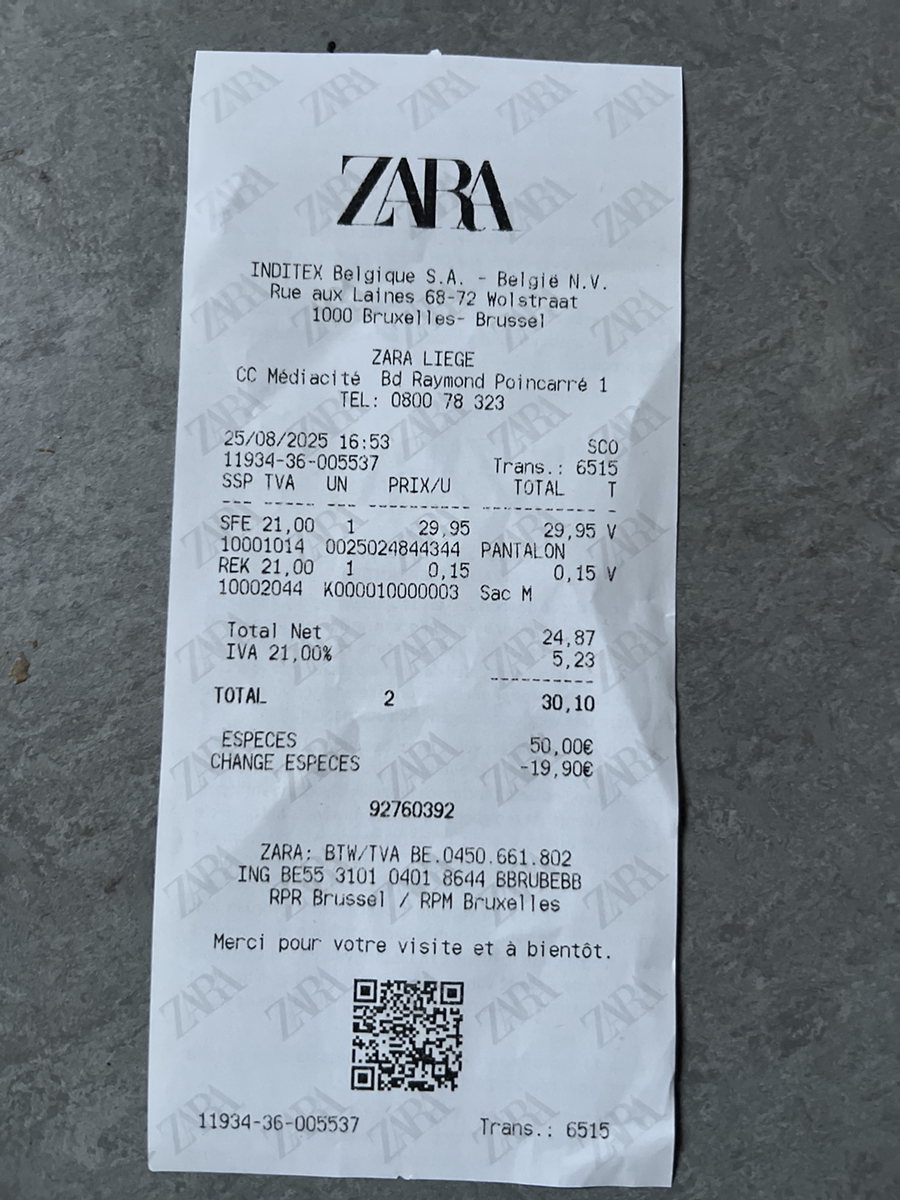 ZARA
INDITEX Belgique S.A. - België N.V.
Rue aux Laines 68-72 Wolstraat
1000 Bruxelles- Brussel
ZARA LIEGE
CC Médiacité Bd Raymond Poincarré 1
TEL: 0800 78 323
25/08/2025 16:53 SCO
11934-36-005537 Trans.: 6515
SSP TVA UN PRIX/U TOTAL T
SFE 21,00 1 29,95 29,95 V
10001014 0025024844344 PANTALON
REK 21,00 1 0,15 0,15 V
10002044 K000010000003 Sac M
Total Net 24,87
IVA 21,00% 5,23
TOTAL 2 30,10
ESPECES 50,00€
CHANGE ESPECES -19,90€
92760392
ZARA: BTW/TVA BE.0450.661.802
ING BE55 3101 0401 8644 BBRUBEBB
RPR Brussel / RPM Bruxelles
Merci pour votre visite et à bientôt.
11934-36-005537 Trans.: 6515